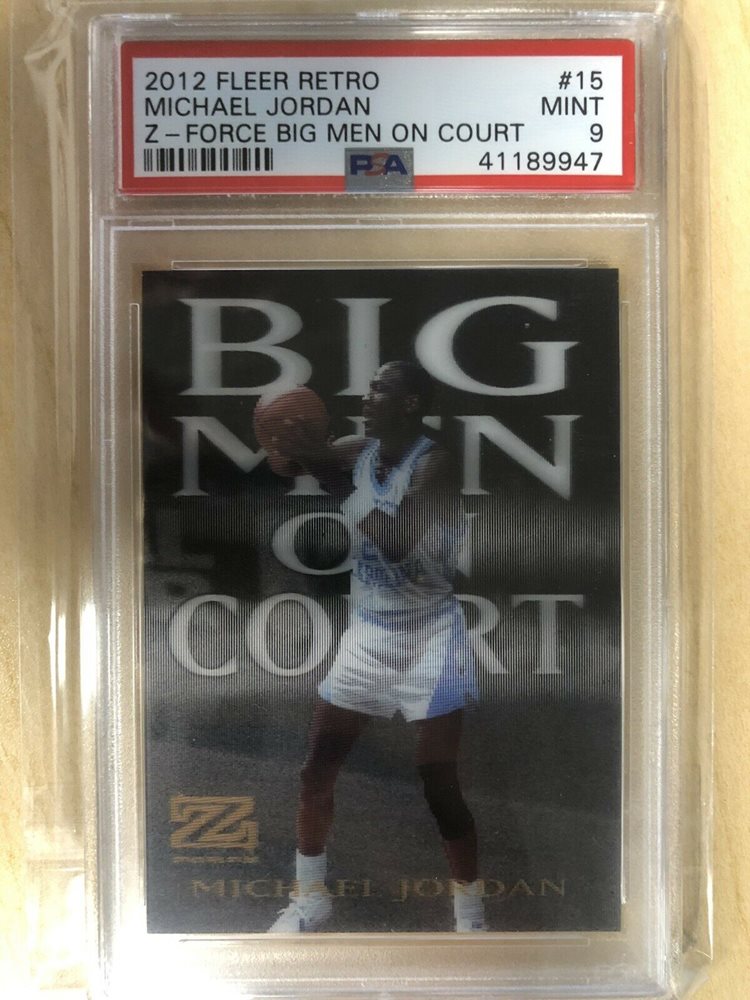 2012 FLEER RETRO #15
MICHAEL JORDAN MINT
Z-FORCE BIG MEN ON COURT 9
PSA 41189947
BIG
MEN
ON
COURT
CAROLINA
Z
MICHAEL JORDAN